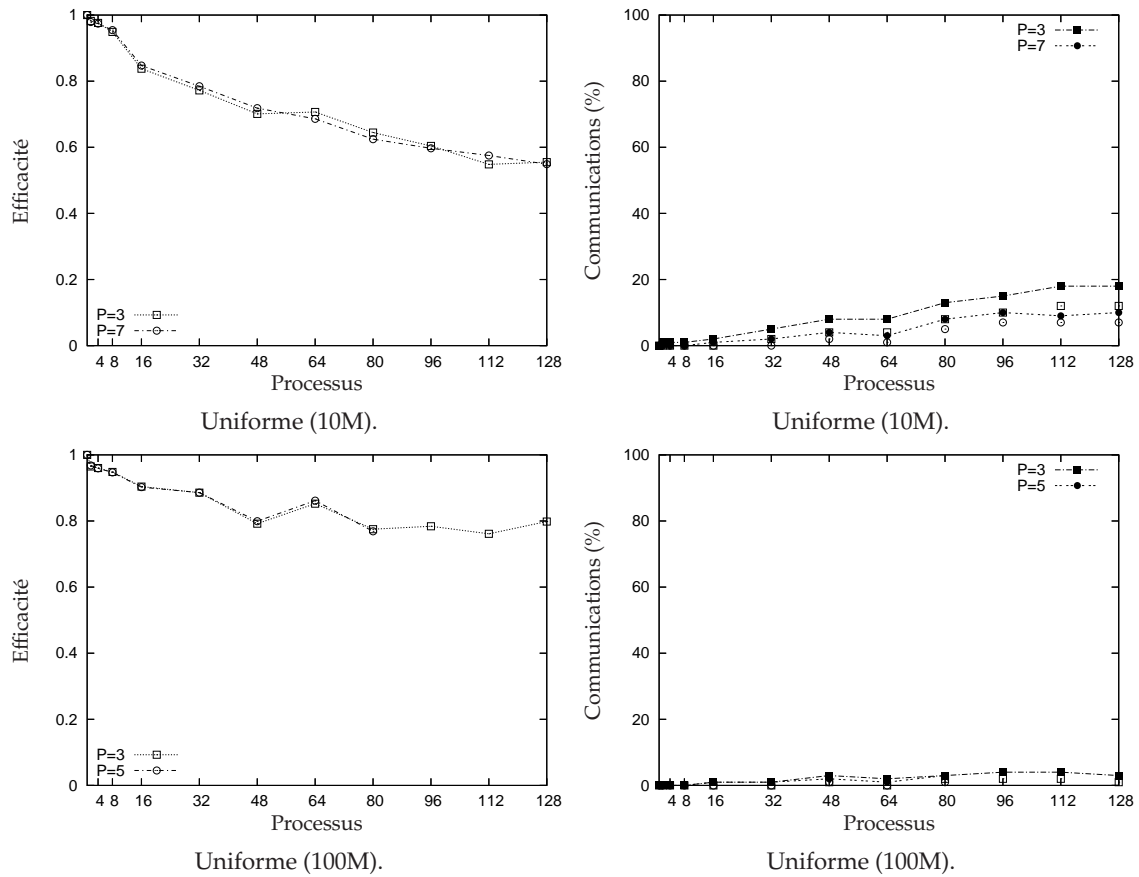 1
0.8
0.6
0.4
0.2
0
4 8 16 32 48 64 80 96 112 128
Efficacité
Processus
P=3
P=7
Uniforme (10M).
100
80
60
40
20
0
4 8 16 32 48 64 80 96 112 128
Communications (%)
Processus
P=3
P=7
Uniforme (10M).
1
0.8
0.6
0.4
0.2
0
4 8 16 32 48 64 80 96 112 128
Efficacité
Processus
P=3
P=5
Uniforme (100M).
100
80
60
40
20
0
4 8 16 32 48 64 80 96 112 128
Communications (%)
Processus
P=3
P=5
Uniforme (100M).